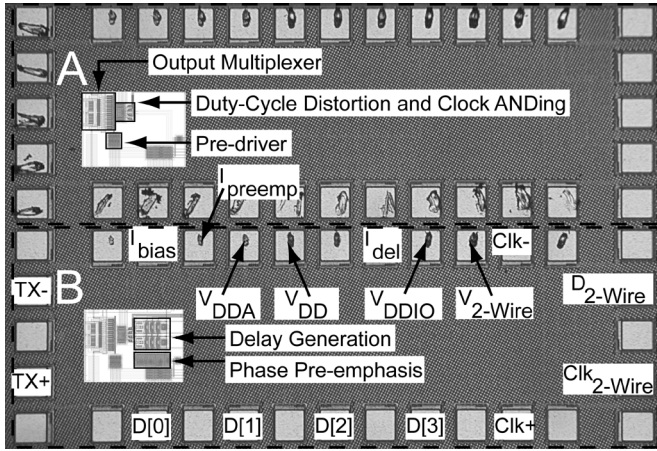 A
Output Multiplexer
Duty-Cycle Distortion and Clock ANDing
Pre-driver
I preemp
I bias
I del
Clk-
TX-
B
V DDA
V DD
V DDIO
V 2-Wire
D 2-Wire
Delay Generation
Phase Pre-emphasis
TX+
Clk 2-Wire
D[0]
D[1]
D[2]
D[3]
Clk+